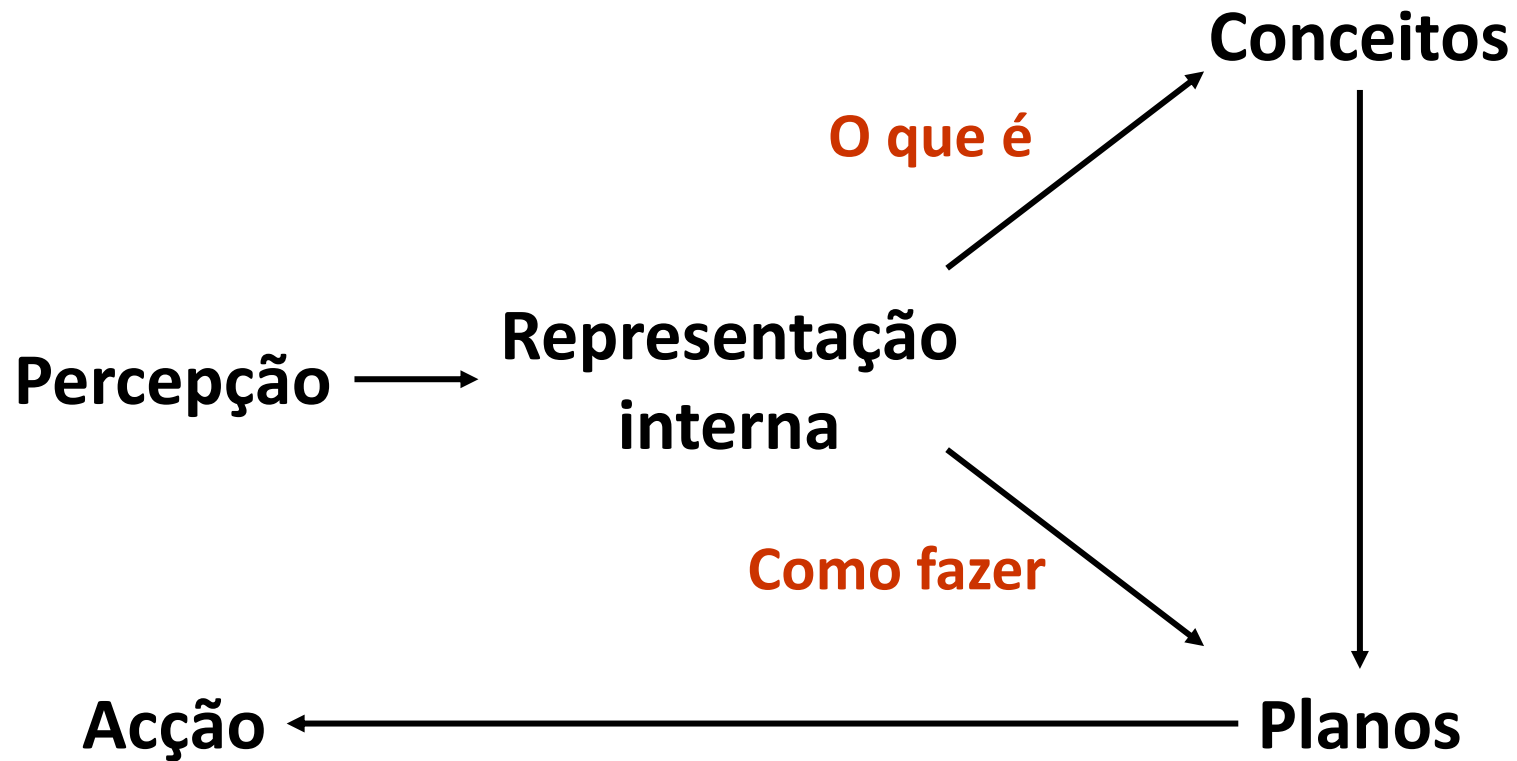 Conceitos
O que é
Representação
interna
Percepção
Como fazer
Acção
Planos